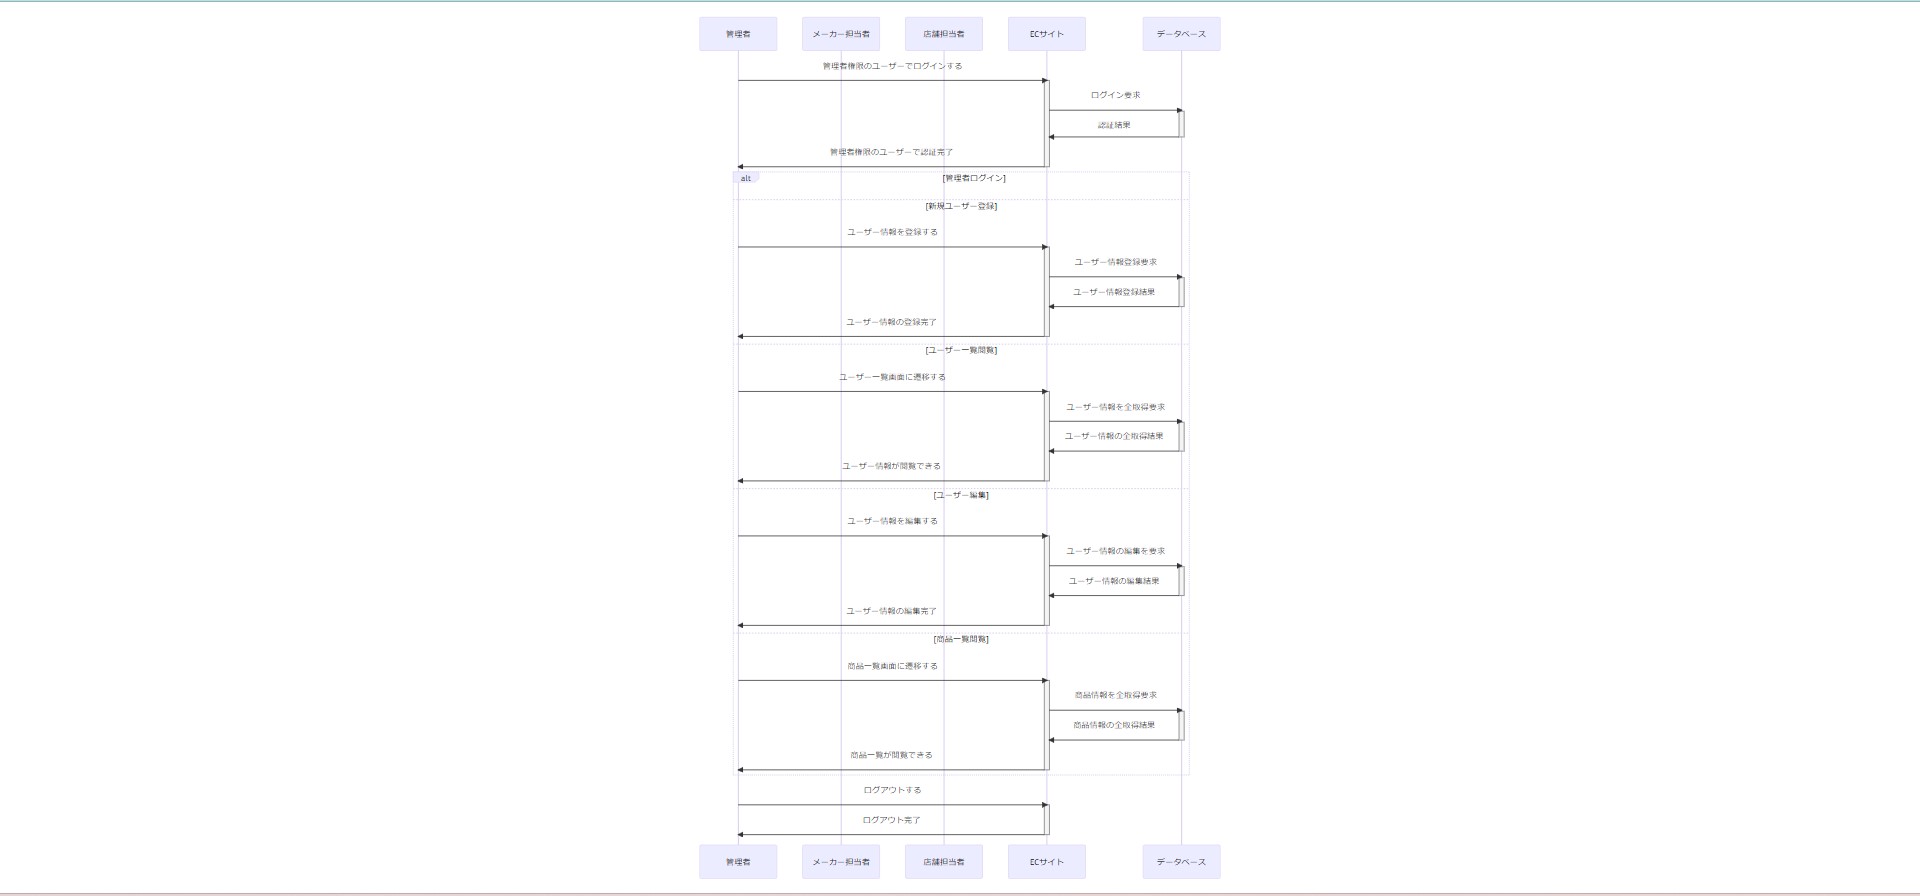 管理者
メーカー担当者
店舗担当者
ECサイト
データベース
管理者権限のユーザーでログインする
ログイン要求
認証結果
管理者権限のユーザーで認証完了
alt
[管理者ログイン]
[新規ユーザー登録]
ユーザー情報を登録する
ユーザー情報登録要求
ユーザー情報登録結果
ユーザー情報の登録完了
[ユーザー一覧閲覧]
ユーザー一覧画面に遷移する
ユーザー情報を全取得要求
ユーザー情報の全取得結果
ユーザー情報が閲覧できる
[ユーザー編集]
ユーザー情報を編集する
ユーザー情報の編集を要求
ユーザー情報の編集結果
ユーザー情報の編集完了
[商品一覧閲覧]
商品一覧画面に遷移する
商品情報を全取得要求
商品情報の全取得結果
商品一覧が閲覧できる
ログアウトする
ログアウト完了
管理者
メーカー担当者
店舗担当者
ECサイト
データベース